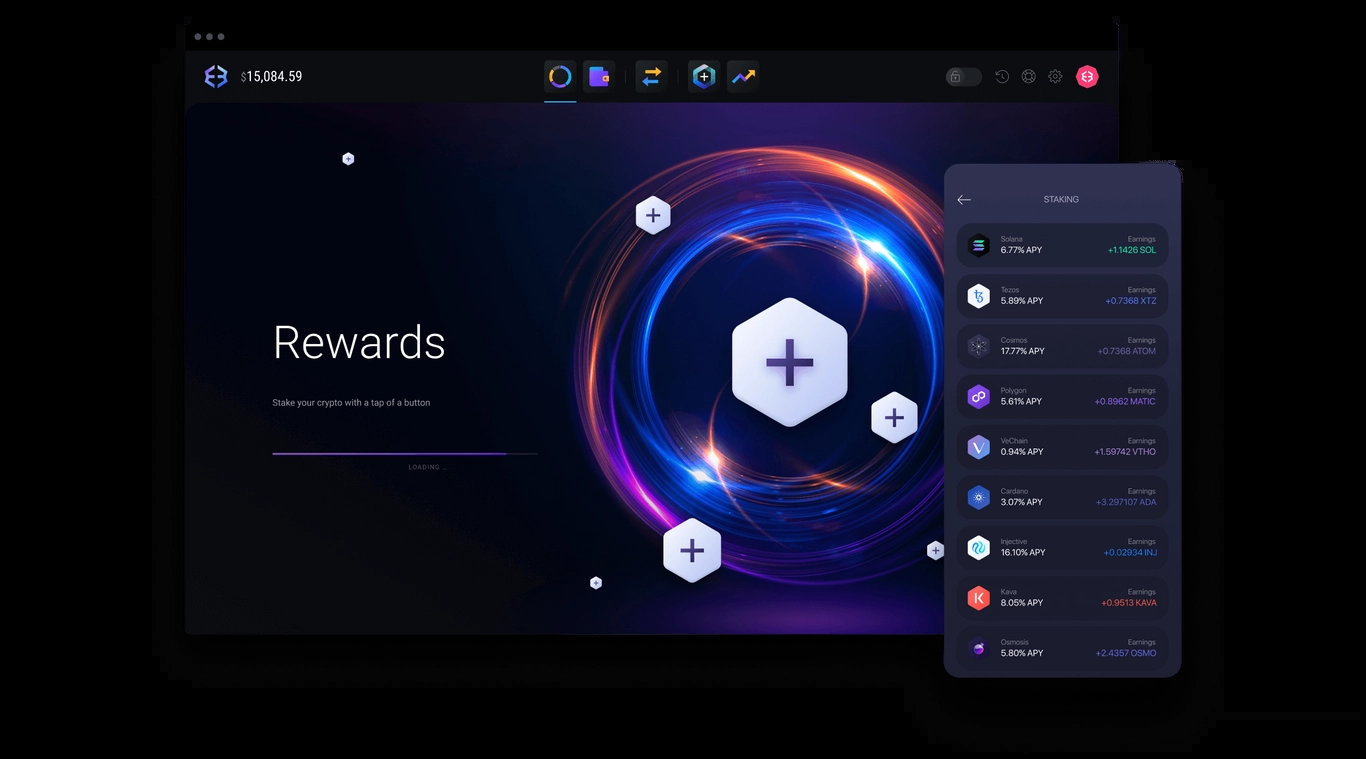 $15,084.59
Rewards
Stake your crypto with a tap of a button
LOADING ...
STAKING
Solana Earnings
6.77% APY +1.1426 SOL
Tezos Earnings
5.89% APY +0.7368 XTZ
Cosmos Earnings
17.77% APY +0.7368 ATOM
Polygon Earnings
5.61% APY +0.8962 MATIC
VeChain Earnings
0.94% APY +1.59742 VTHO
Cardano Earnings
3.07% APY +3.297107 ADA
Injective Earnings
16.10% APY +0.02934 INJ
Kava Earnings
8.05% APY +0.9513 KAVA
Osmosis Earnings
5.80% APY +2.4357 OSMO